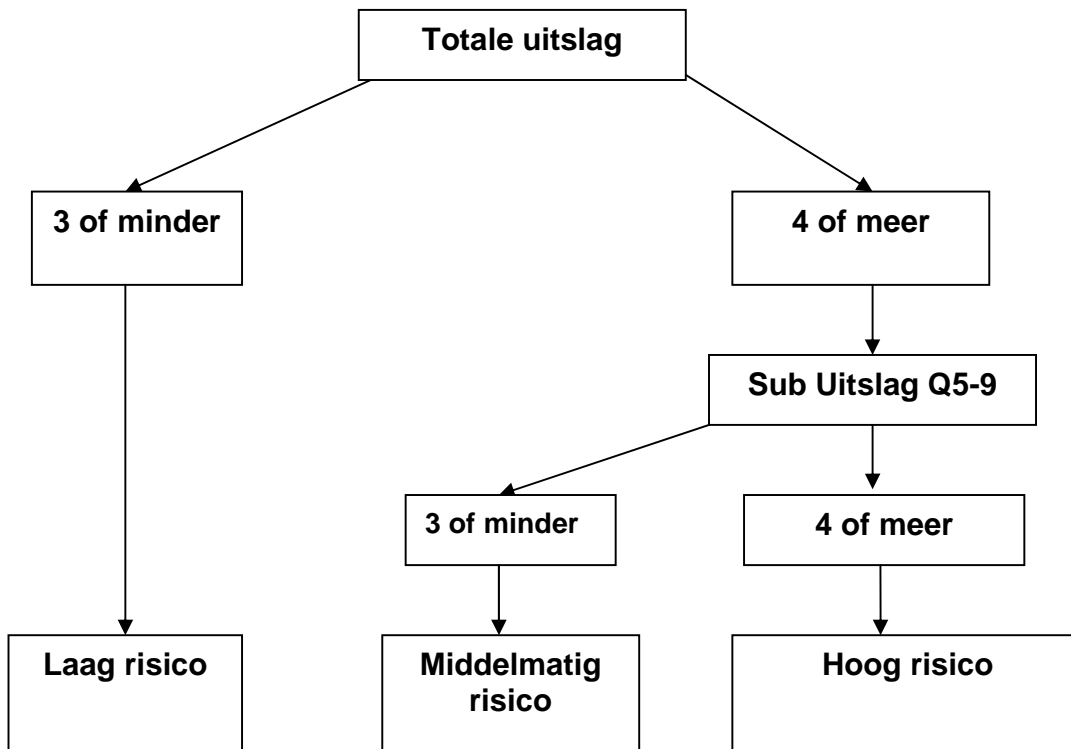 Totale uitslag
3 of minder
4 of meer
Sub Uitslag Q5-9
3 of minder
4 of meer
Laag risico
Middelmatig
risico
Hoog risico